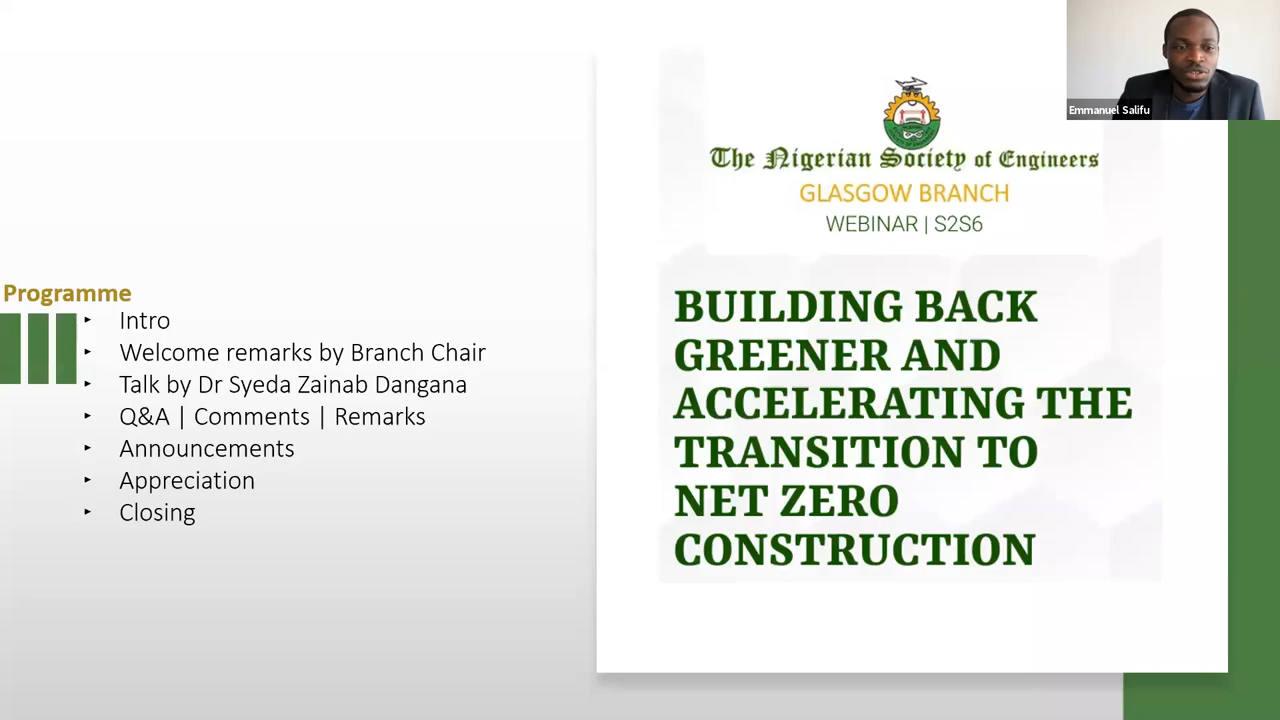 Emmanuel Salifu
The Nigerian Society of Engineers
GLASGOW BRANCH
WEBINAR | S2S6
BUILDING BACK
GREENER AND
ACCELERATING THE
TRANSITION TO
NET ZERO
CONSTRUCTION
Programme
‣ Intro
‣ Welcome remarks by Branch Chair
‣ Talk by Dr Syeda Zainab Dangana
‣ Q&A | Comments | Remarks
‣ Announcements
‣ Appreciation
‣ Closing